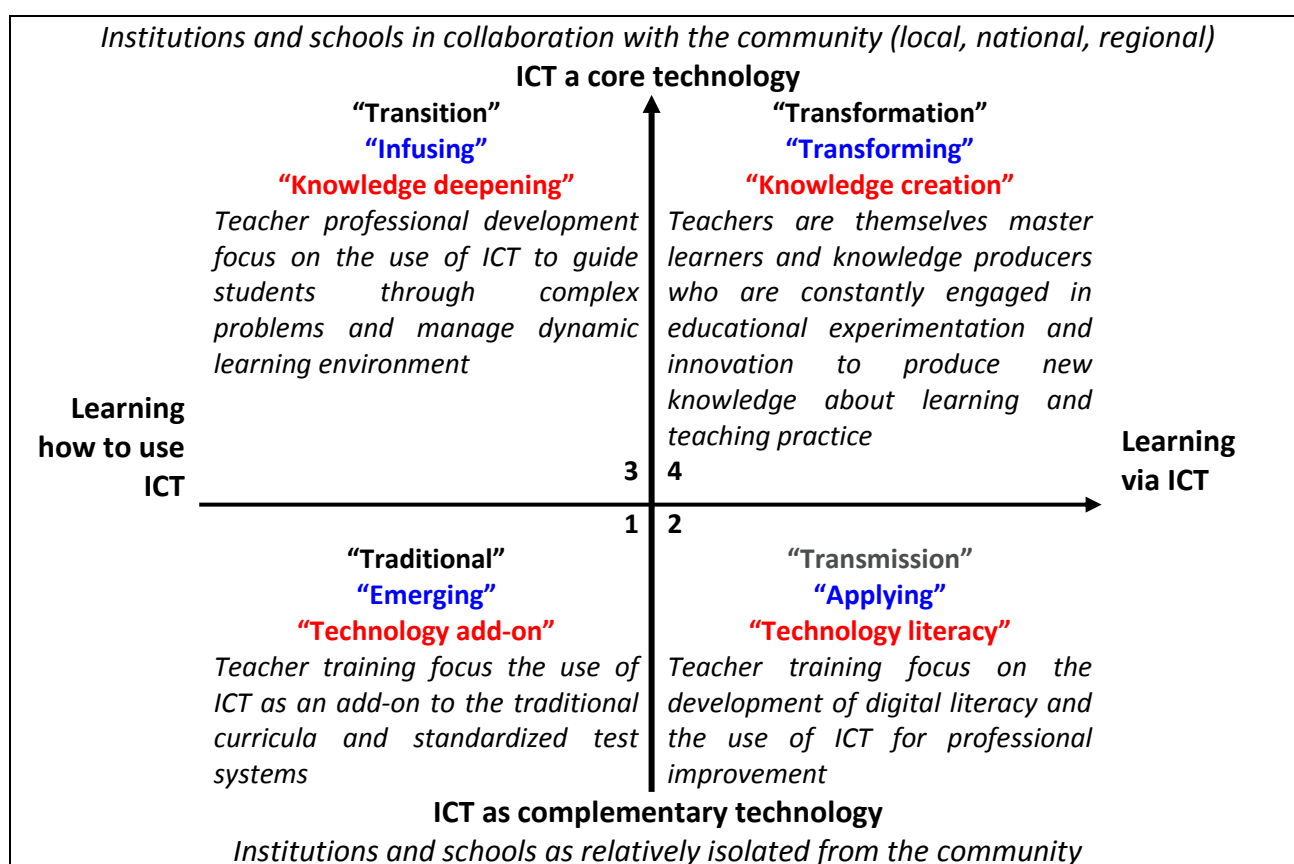 Institutions and schools in collaboration with the community (local, national, regional)
ICT a core technology
“Transition”
“Infusing”
“Knowledge deepening”
Teacher professional development
focus on the use of ICT to guide
students through complex
problems and manage dynamic
learning environment
“Transformation”
“Transforming”
“Knowledge creation”
Teachers are themselves master
learners and knowledge producers
who are constantly engaged in
educational experimentation and
innovation to produce new
knowledge about learning and
teaching practice
Learning
how to use
ICT
Learning
via ICT
3 4
1 2
“Traditional”
“Emerging”
“Technology add-on”
Teacher training focus the use of
ICT as an add-on to the traditional
curricula and standardized test
systems
“Transmission”
“Applying”
“Technology literacy”
Teacher training focus on the
development of digital literacy and
the use of ICT for professional
improvement
ICT as complementary technology
Institutions and schools as relatively isolated from the community